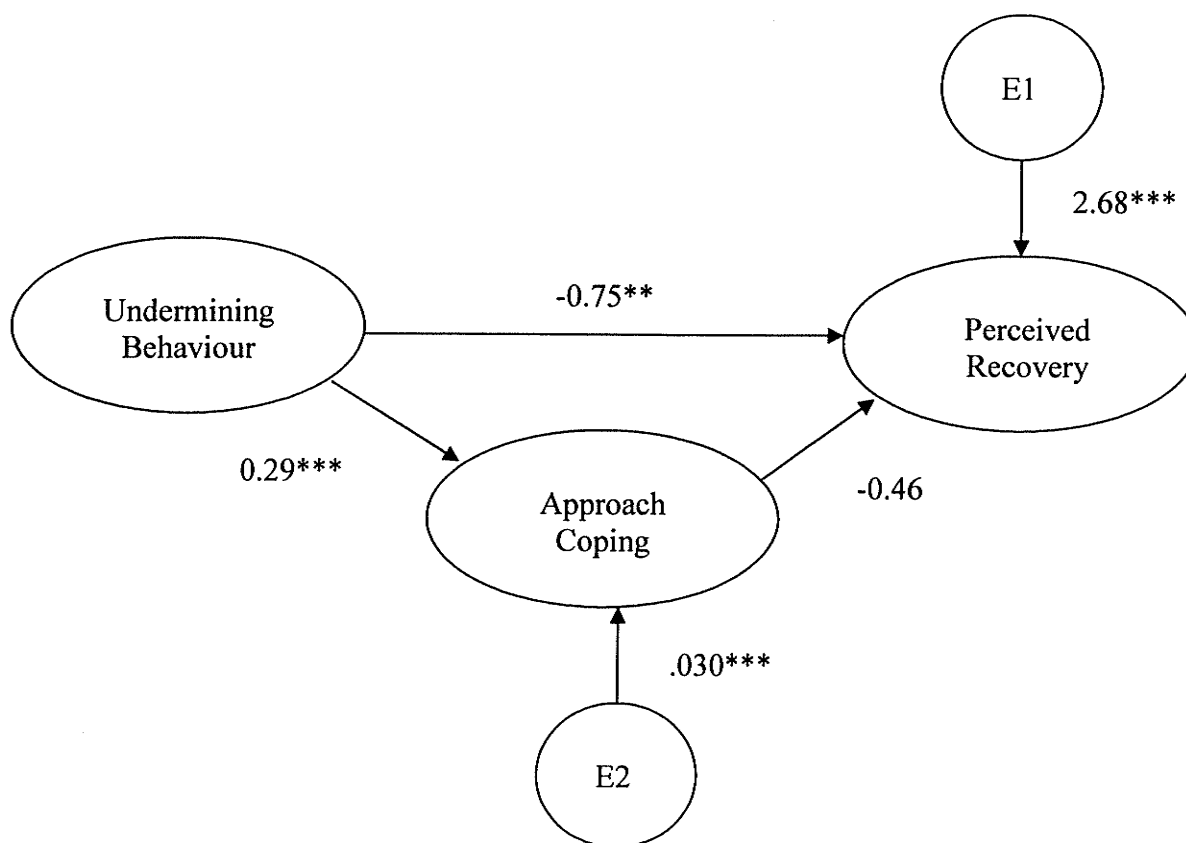 E1
2.68***
-0.75**
Undermining
Behaviour
Perceived
Recovery
0.29***
-0.46
Approach
Coping
.030***
E2